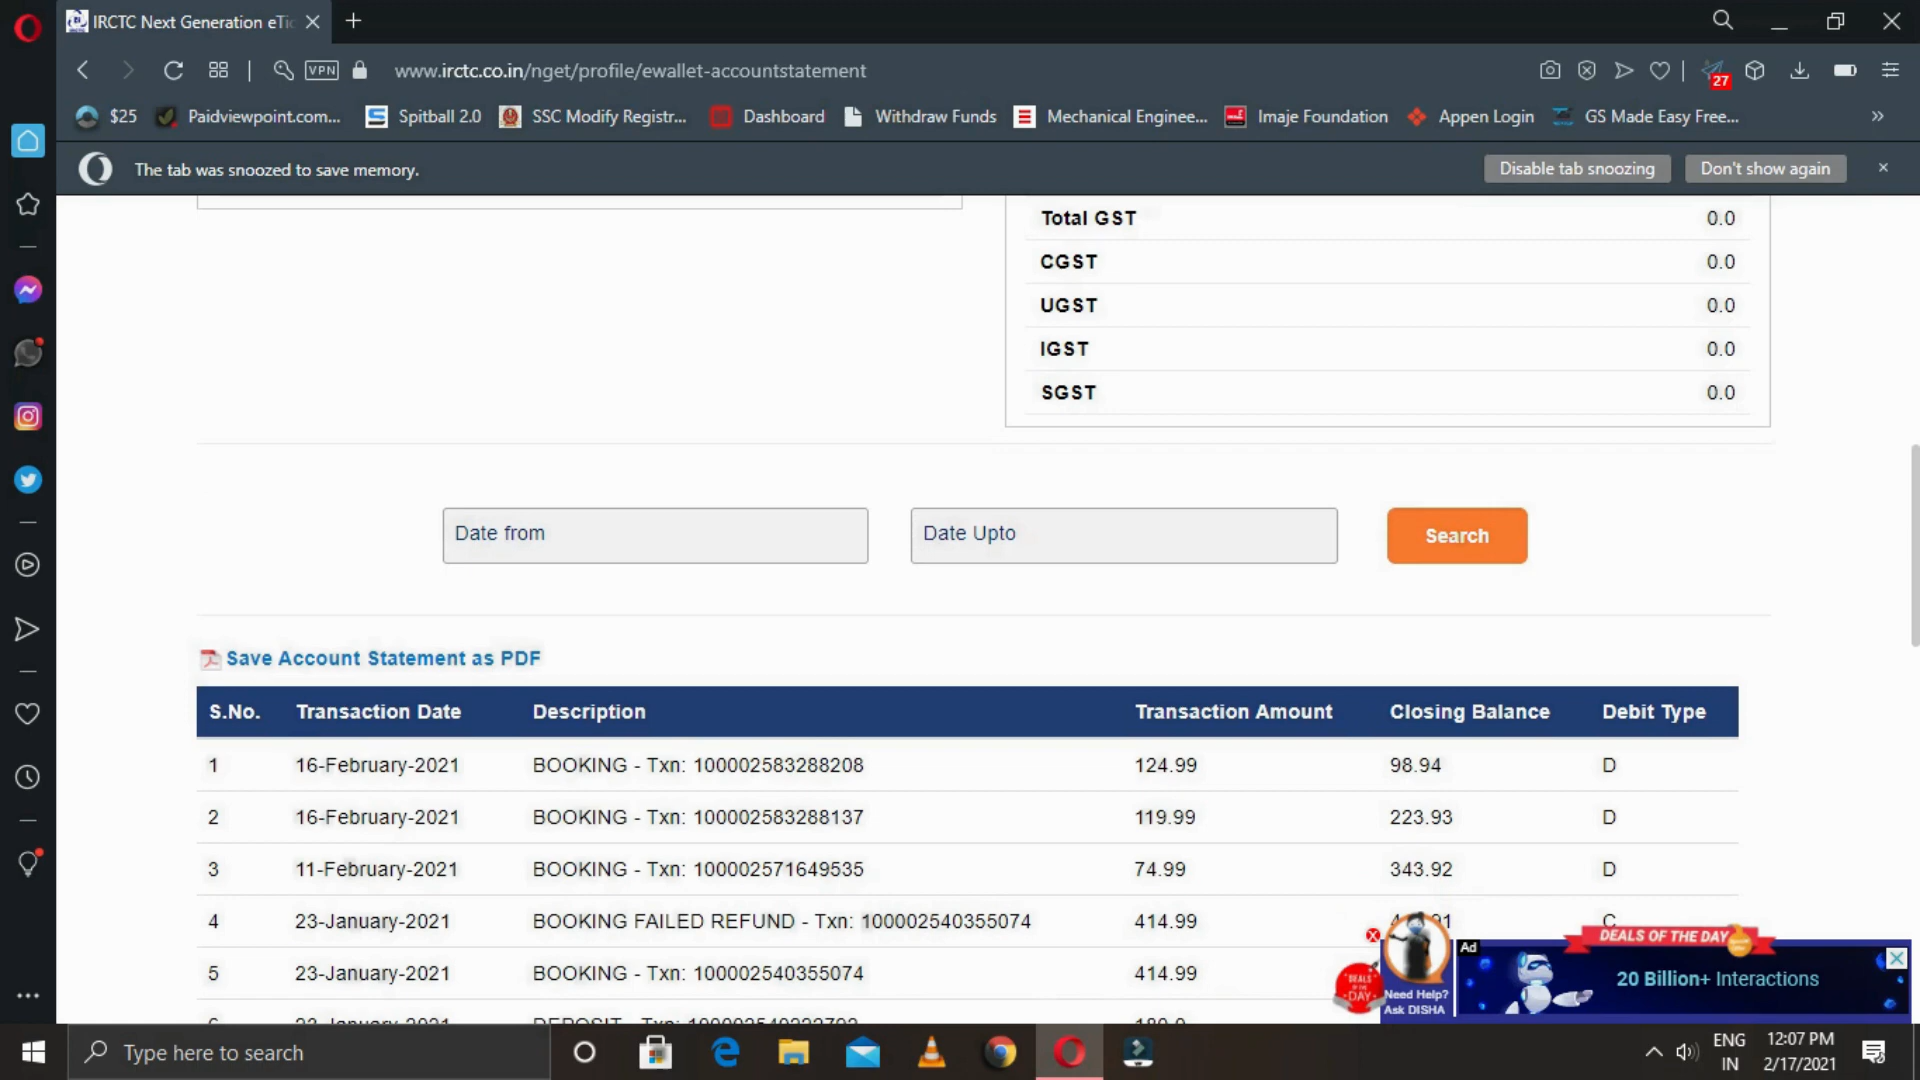 IRCTC Next Generation eTic
www.irctc.co.in/nget/profile/ewallet-accountstatement
VPN
27
$25
Paidviewpoint.com...
Spitball 2.0
SSC Modify Registr...
Dashboard
Withdraw Funds
Mechanical Enginee...
Imaje Foundation
Appen Login
GS Made Easy Free...
The tab was snoozed to save memory.
Disable tab snoozing
Don't show again
Total GST 0.0
CGST 0.0
UGST 0.0
IGST 0.0
SGST 0.0
Date from
Date Upto
Search
Save Account Statement as PDF
S.No. Transaction Date Description Transaction Amount Closing Balance Debit Type
1 16-February-2021 BOOKING - Txn: 100002583288208 124.99 98.94 D
2 16-February-2021 BOOKING - Txn: 100002583288137 119.99 223.93 D
3 11-February-2021 BOOKING - Txn: 100002571649535 74.99 343.92 D
4 23-January-2021 BOOKING FAILED REFUND - Txn: 100002540355074 414.99
5 23-January-2021 BOOKING - Txn: 100002540355074 414.99
DEALS OF THE DAY
Ad
20 Billion+ Interactions
DEALS
DAY
Need Help?
Ask DISHA
Type here to search
ENG
IN
12:07 PM
2/17/2021